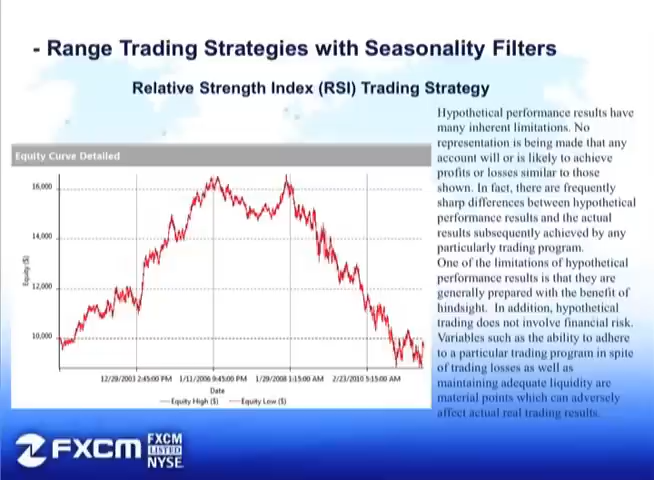 - Range Trading Strategies with Seasonality Filters
Relative Strength Index (RSI) Trading Strategy
Hypothetical performance results have
many inherent limitations. No
representation is being made that any
account will or is likely to achieve
profits or losses similar to those
shown. In fact, there are frequently
sharp differences between hypothetical
performance results and the actual
results subsequently achieved by any
particularly trading program.
One of the limitations of hypothetical
performance results is that they are
generally prepared with the benefit of
hindsight. In addition, hypothetical
trading does not involve financial risk.
Variables such as the ability to adhere
to a particular trading program in spite
of trading losses as well as
maintaining adequate liquidity are
material points which can adversely
affect actual real trading results.
Equity Curve Detailed
Equity ($)
16,000
14,000
12,000
10,000
12/29/2003 2:45:00 PM 1/11/2006 9:45:00 PM 1/29/2008 1:15:00 AM 2/23/2010 5:15:00 AM
Date
Equity High ($) Equity Low ($)
FXCM
FXCM
LISTED
NYSE